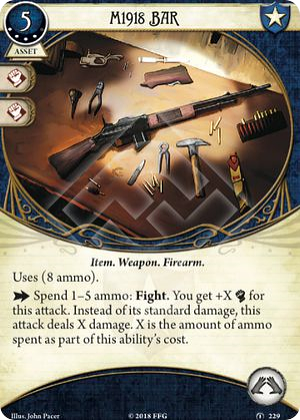 5
M1918 BAR
ASSET
Item. Weapon. Firearm.
Uses (8 ammo).
Spend 1–5 ammo: Fight. You get +X for
this attack. Instead of its standard damage, this
attack deals X damage. X is the amount of ammo
spent as part of this ability's cost.
Illus. John Pacer © 2018 FFG 229